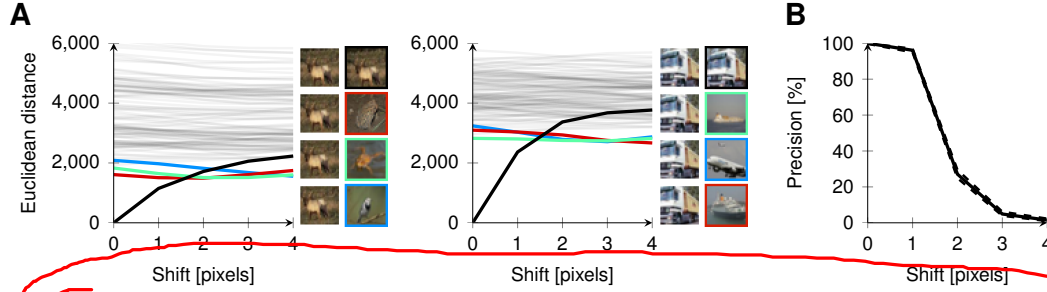 A
B
Euclidean distance
6,000
4,000
2,000
0
0 1 2 3 4
Shift [pixels]
6,000
4,000
2,000
0
0 1 2 3 4
Shift [pixels]
Precision [%]
100
80
60
40
20
0
0 1 2 3 4
Shift [pixels]